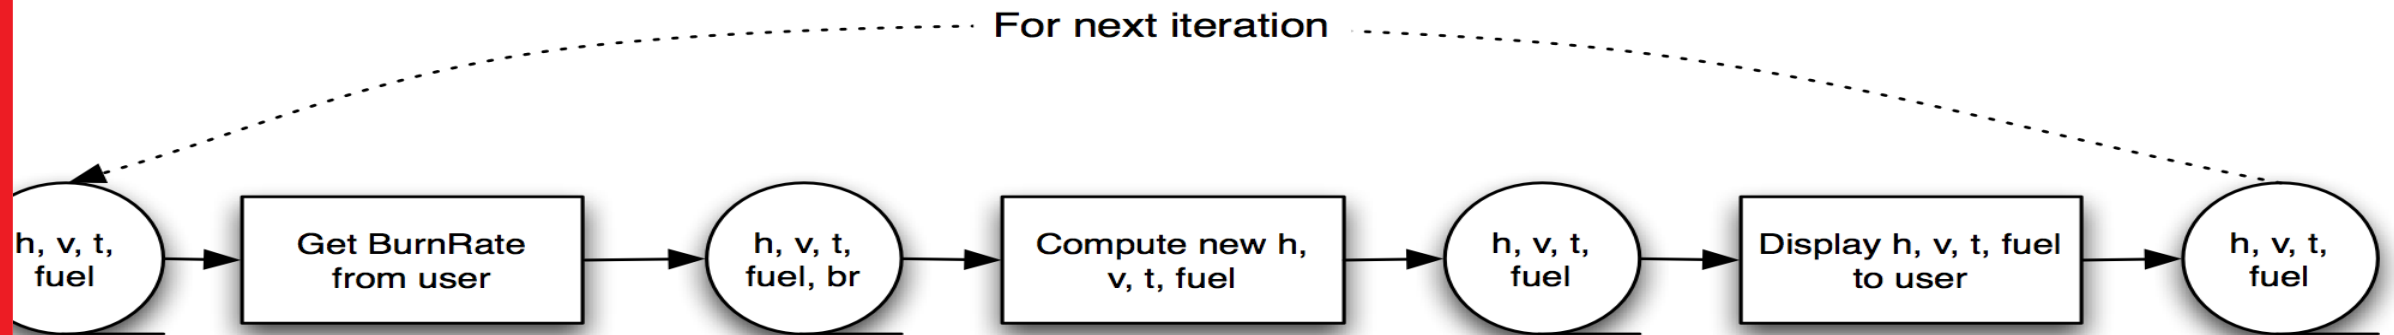 For next iteration
h, v, t,
fuel
Get BurnRate
from user
h, v, t,
fuel, br
Compute new h,
v, t, fuel
h, v, t,
fuel
Display h, v, t, fuel
to user
h, v, t,
fuel